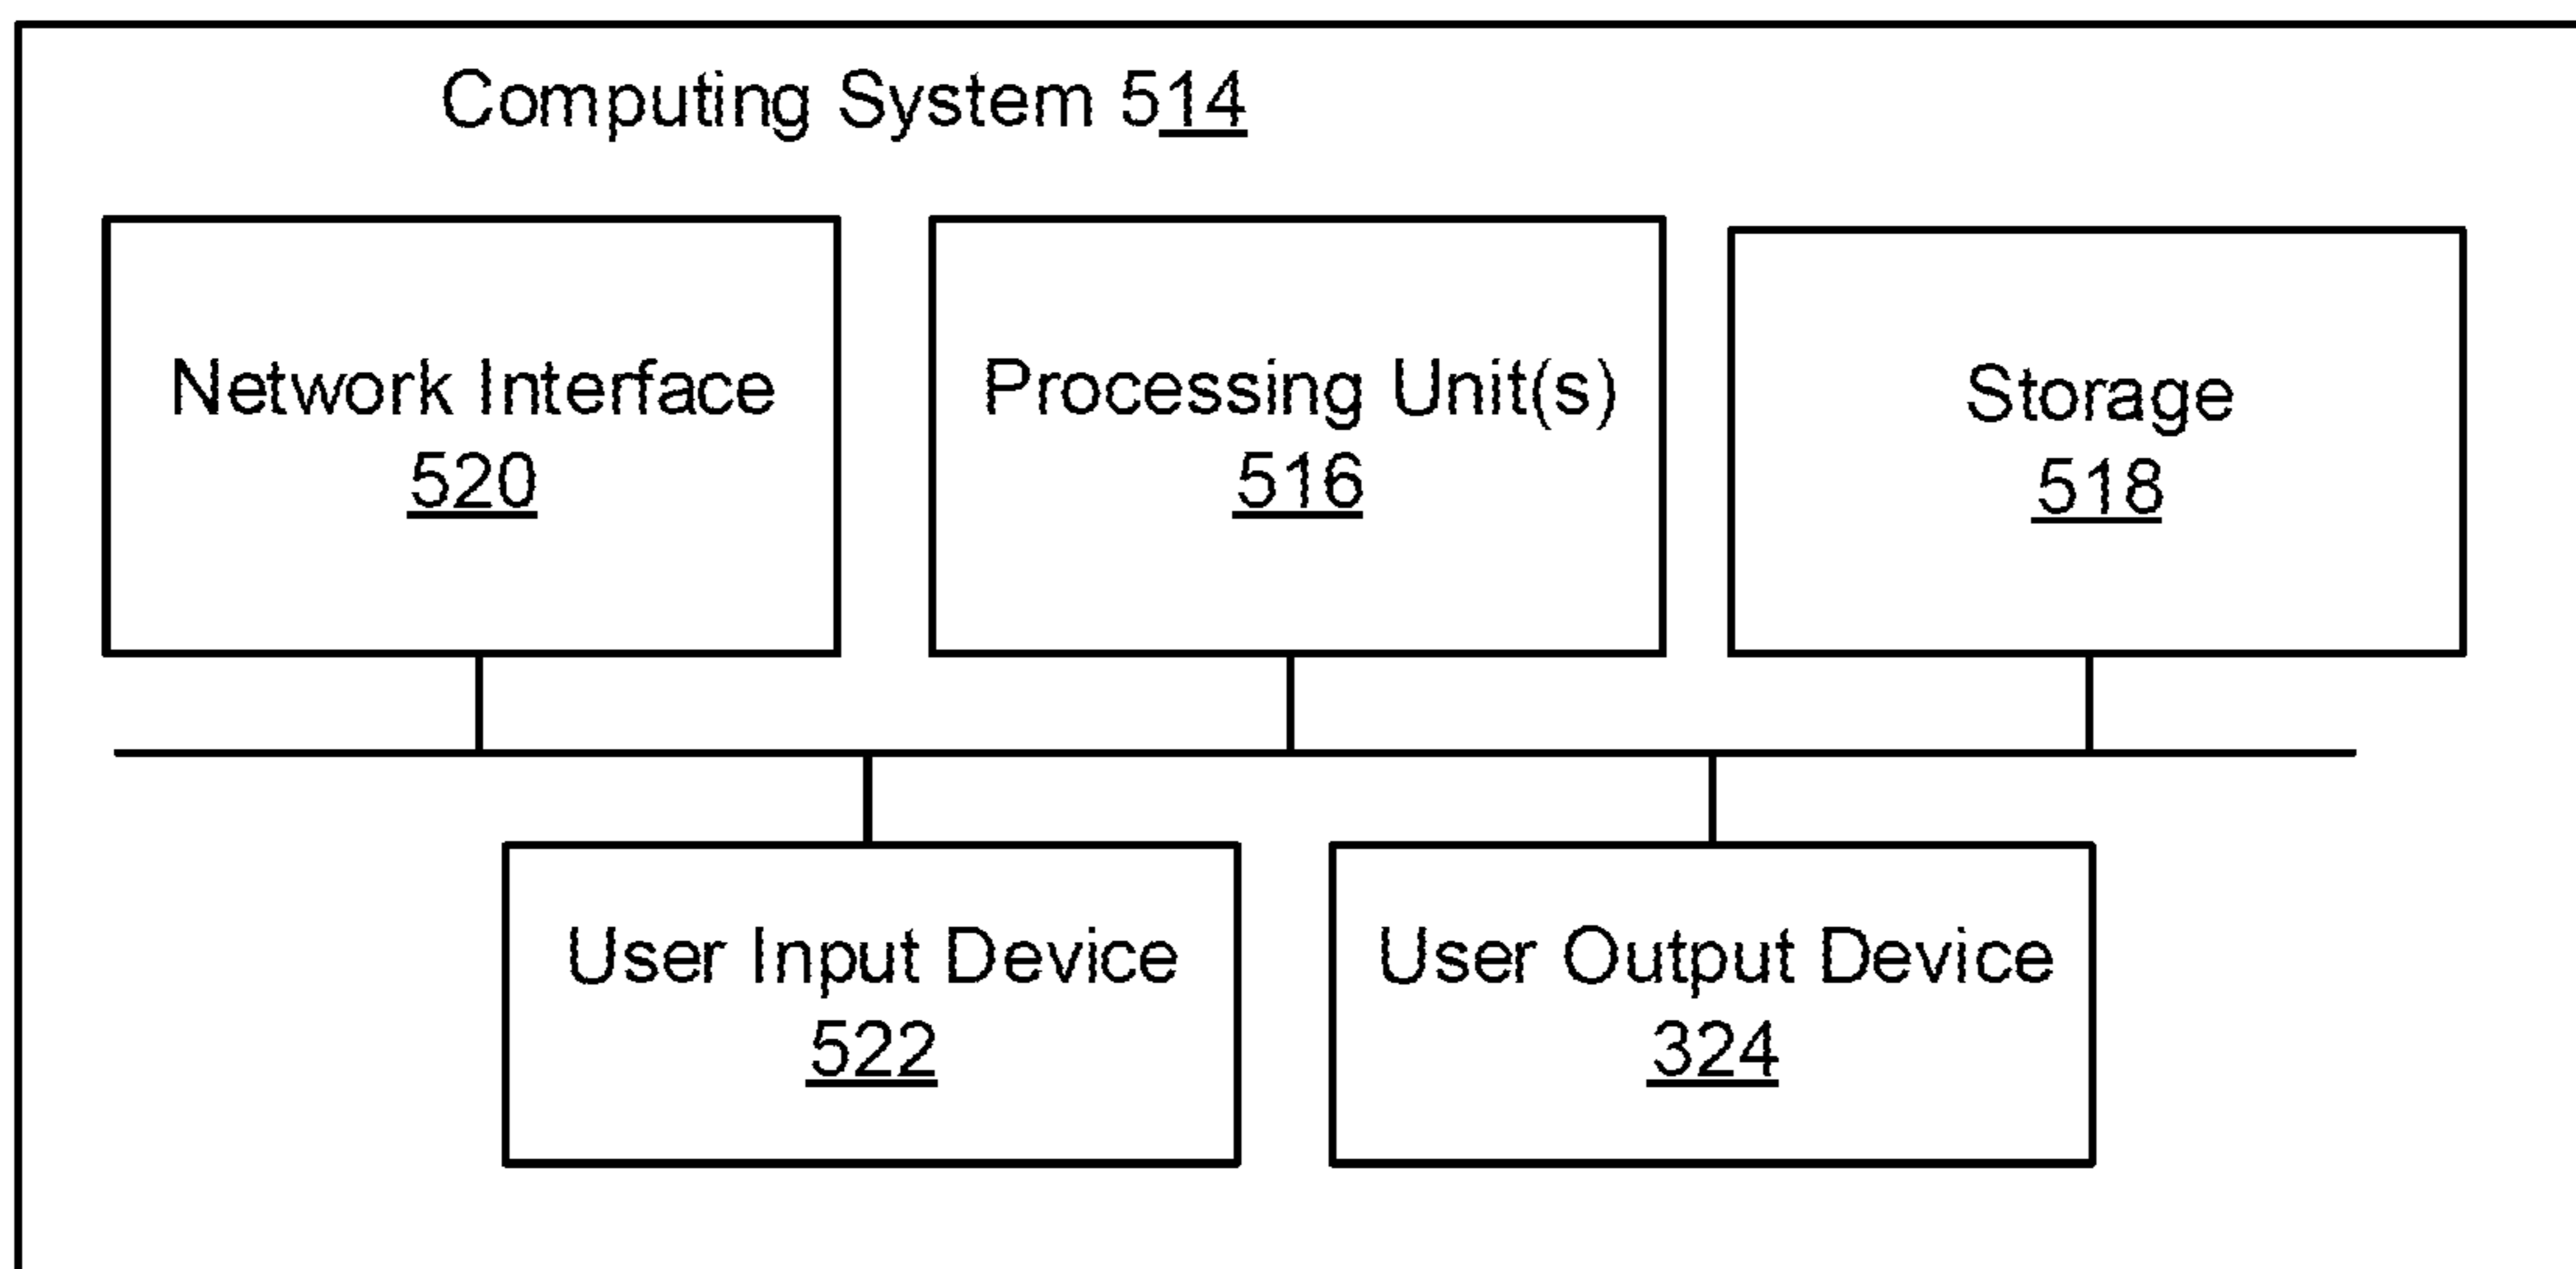 Computing System 514
Network Interface
520
Processing Unit(s)
516
Storage
518
User Input Device
522
User Output Device
324